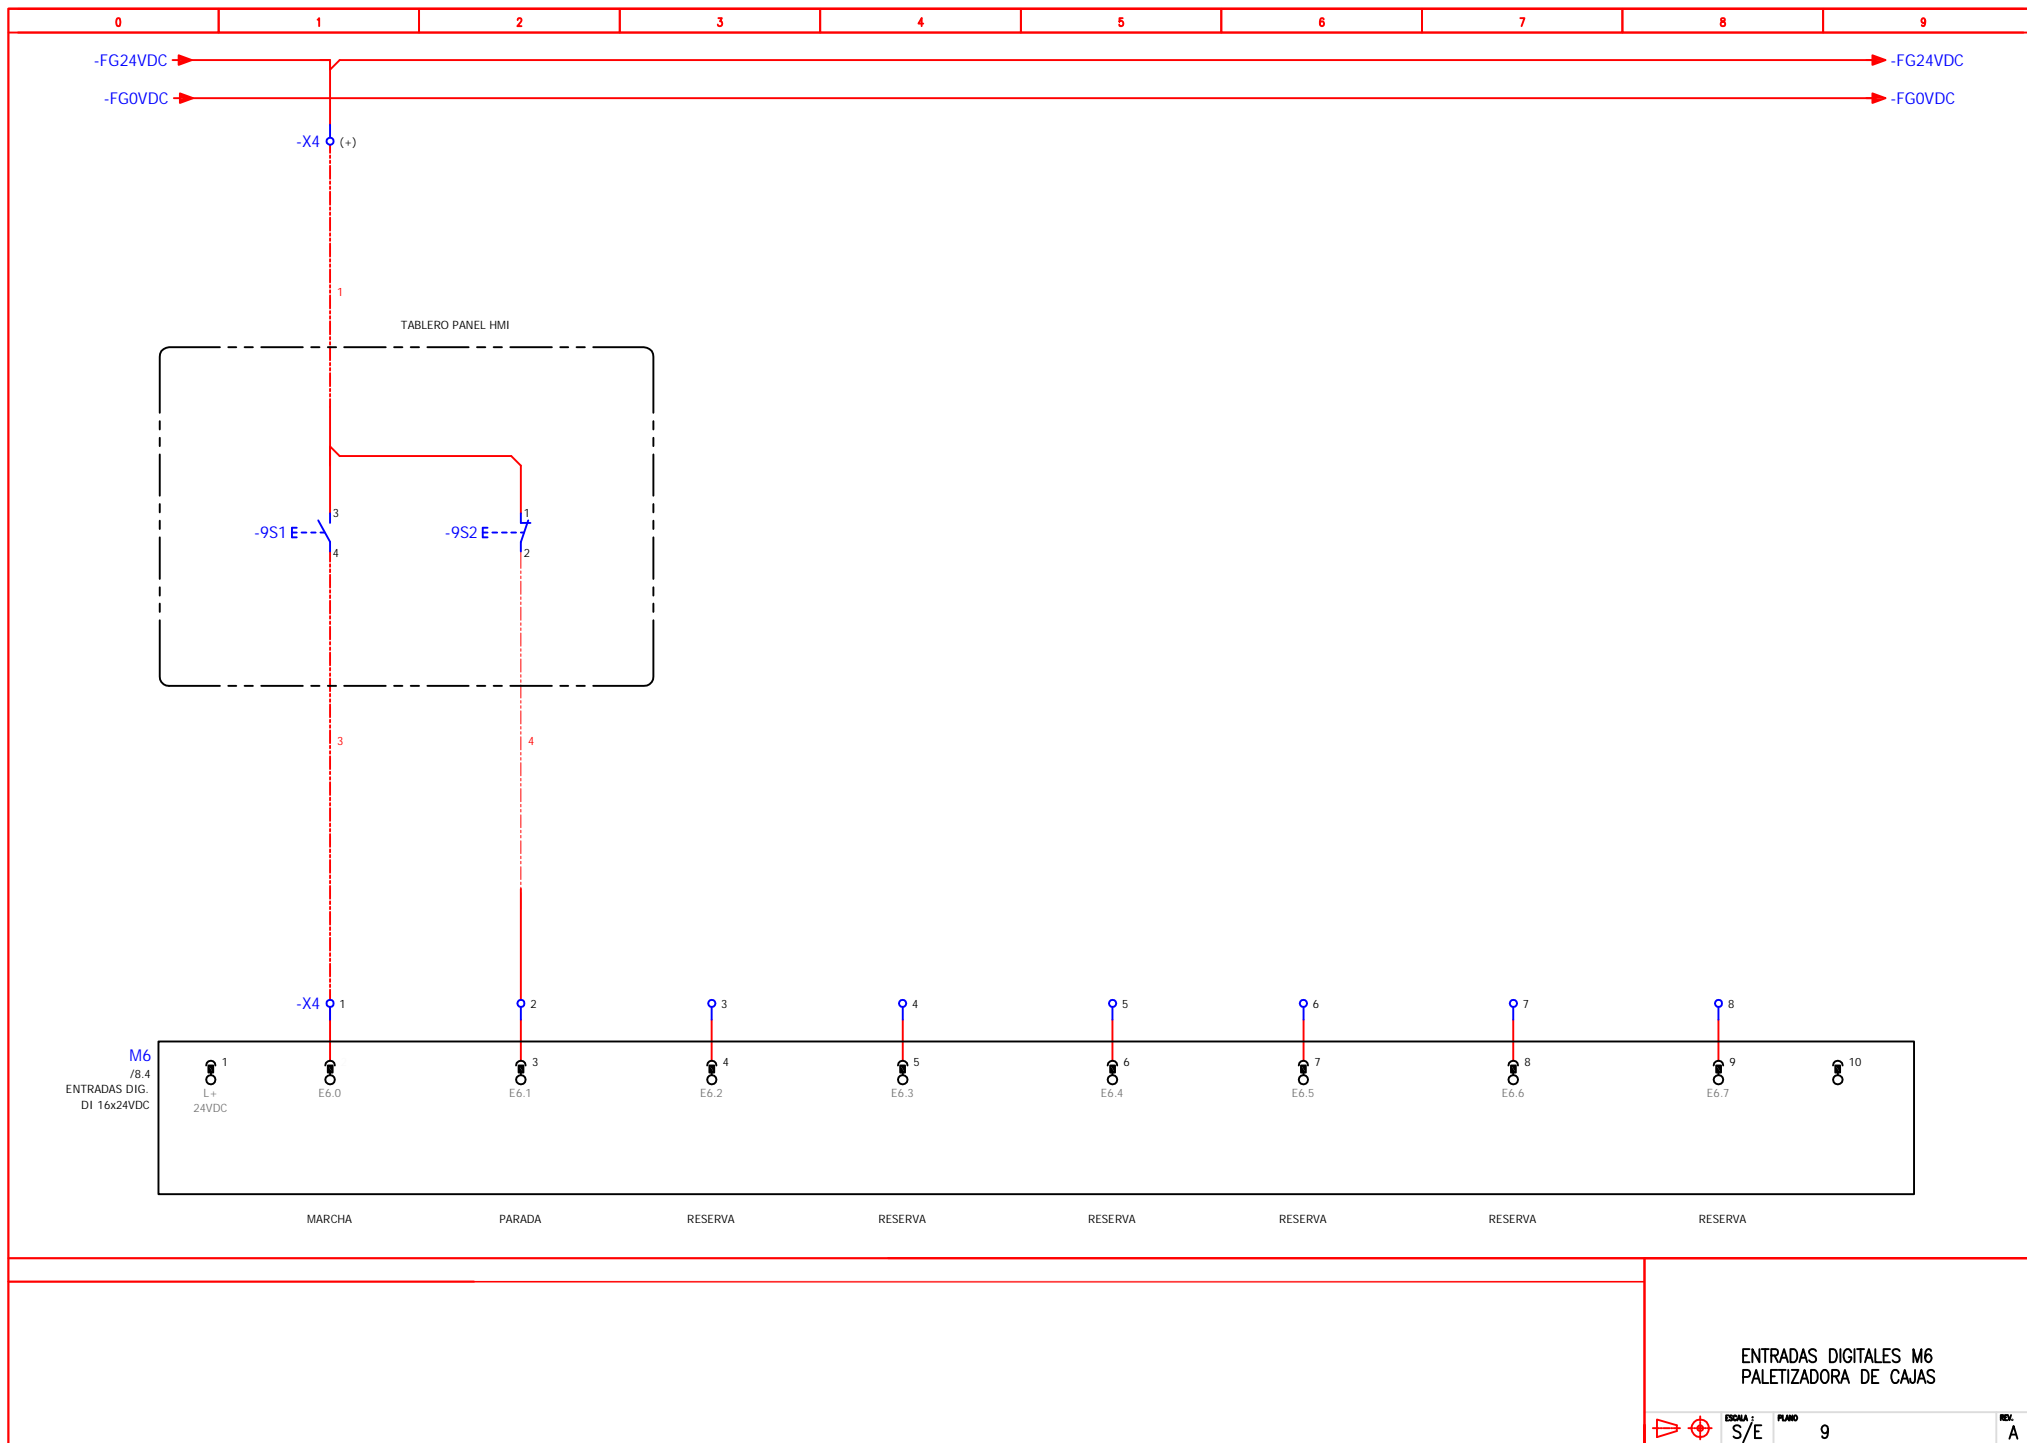 0 1 2 3 4 5 6 7 8 9
-FG24VDC -FG24VDC
-FG0VDC -FG0VDC
-X4 (+)
1
TABLERO PANEL HMI
3 1
-9S1 E -9S2 E
4 2
3 4
-X4 1 2 3 4 5 6 7 8
M6
/8.4
ENTRADAS DIG.
DI 16x24VDC
1 3 4 5 6 7 8 9 10
L+ E6.0 E6.1 E6.2 E6.3 E6.4 E6.5 E6.6 E6.7
24VDC
MARCHA PARADA RESERVA RESERVA RESERVA RESERVA RESERVA RESERVA
ENTRADAS DIGITALES M6
PALETIZADORA DE CAJAS
ESCALA : PLANO REV.
S/E 9 A